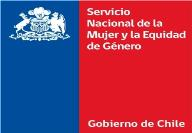 Servicio
Nacional de la
Mujer y la Equidad
de Género
Gobierno de Chile